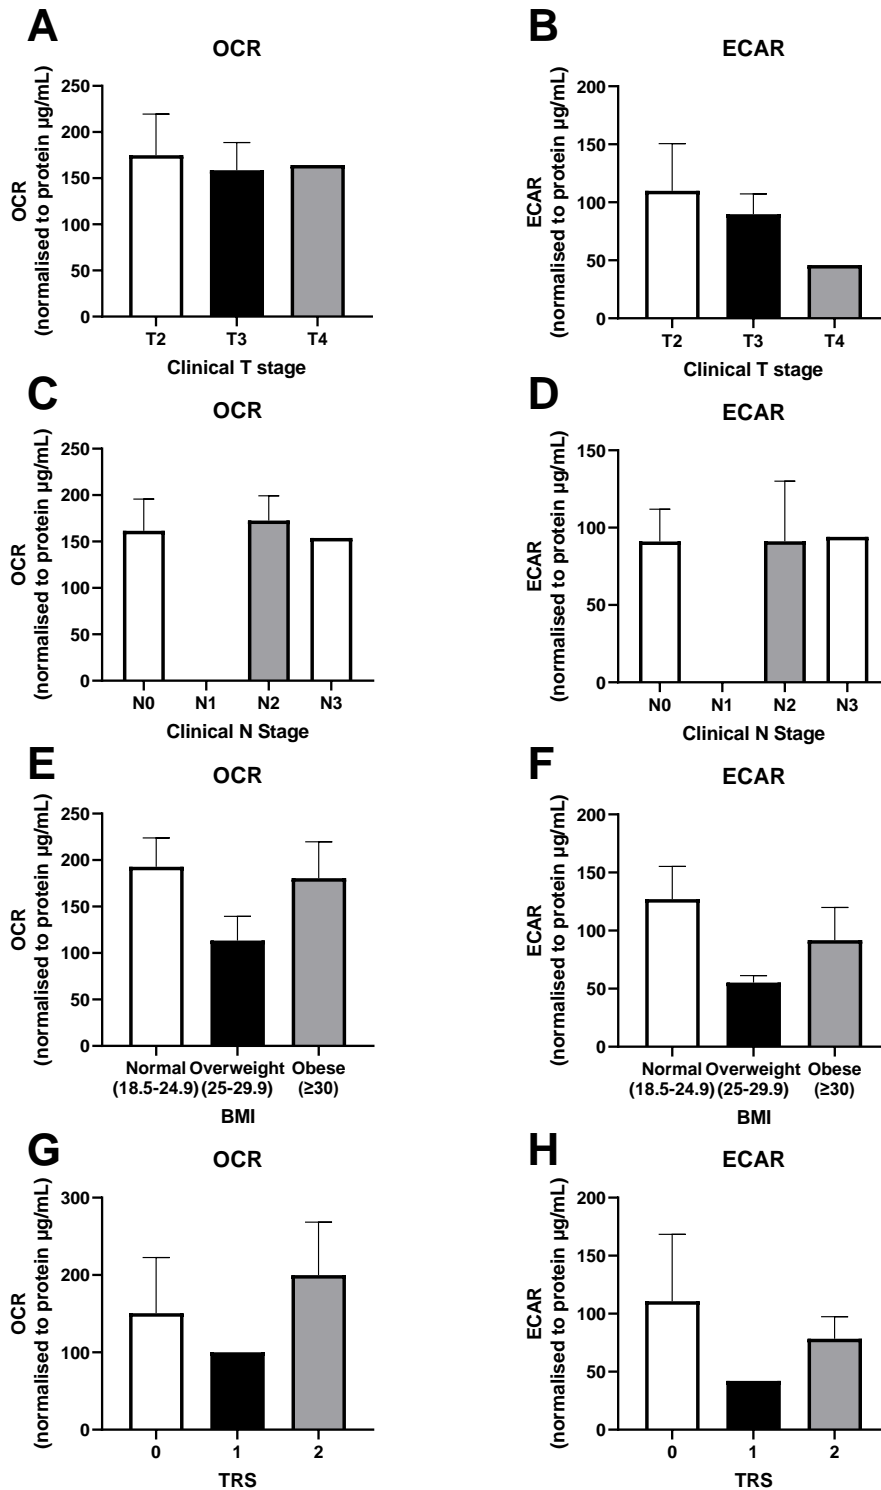 A
OCR
OCR
(normalised to protein µg/mL)
250
200
150
100
50
0
T2 T3 T4
Clinical T stage
B
ECAR
ECAR
(normalised to protein µg/mL)
200
150
100
50
0
T2 T3 T4
Clinical T stage
C
OCR
OCR
(normalised to protein µg/mL)
250
200
150
100
50
0
N0 N1 N2 N3
Clinical N Stage
D
ECAR
ECAR
(normalised to protein µg/mL)
150
100
50
0
N0 N1 N2 N3
Clinical N Stage
E
OCR
OCR
(normalised to protein µg/mL)
250
200
150
100
50
0
Normal Overweight Obese
(18.5-24.9) (25-29.9) (≥30)
BMI
F
ECAR
ECAR
(normalised to protein µg/mL)
200
150
100
50
0
Normal Overweight Obese
(18.5-24.9) (25-29.9) (≥30)
BMI
G
OCR
OCR
(normalised to protein µg/mL)
300
200
100
0
0 1 2
TRS
H
ECAR
ECAR
(normalised to protein µg/mL)
200
150
100
50
0
0 1 2
TRS